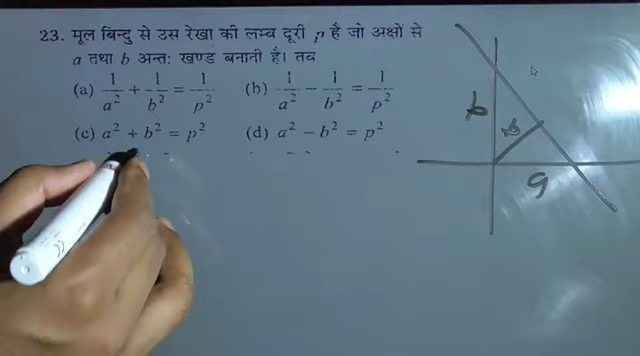 23. मूल बिन्दु से उस रेखा की लम्ब दूरी p है जो अक्षों से
a तथा b अन्तः खण्ड बनाती है। तब
(a) 1/a² + 1/b² = 1/p² (b) 1/a² − 1/b² = 1/p²
(c) a² + b² = p² (d) a² − b² = p²
b
p
a